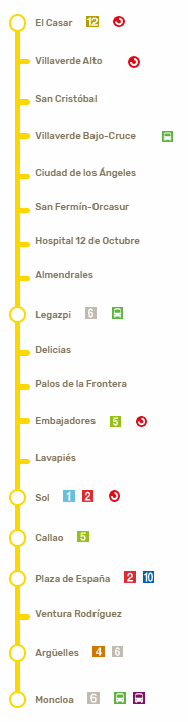 El Casar 12
Villaverde Alto
San Cristóbal
Villaverde Bajo-Cruce
Ciudad de los Ángeles
San Fermín-Orcasur
Hospital 12 de Octubre
Almendrales
Legazpi 6
Delicias
Palos de la Frontera
Embajadores 5
Lavapiés
Sol 1 2
Callao 5
Plaza de España 2 10
Ventura Rodríguez
Argüelles 4 6
Moncloa 6